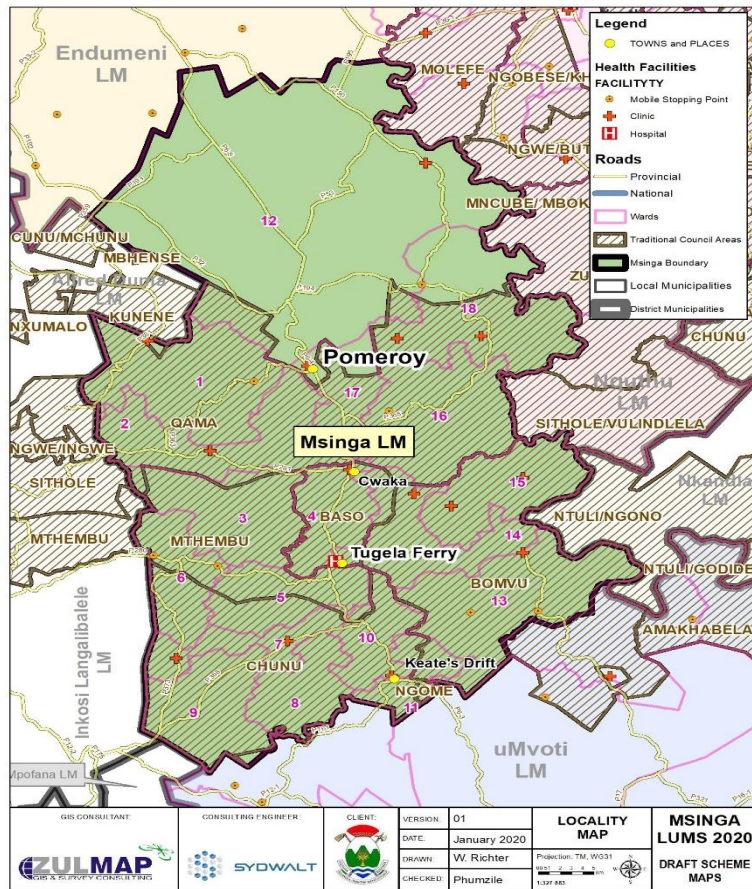 Endumeni
LM
MOLEFE
NGOBESE/KH
NGWE/BUT
MNCUBE/ MBOK
12
CUNU/MCHUNU
MBHENSE
LM
KUNENE
NXUMALO
18
CHUNU
Pomeroy
1
17
2
QAMA
16
LM
SITHOLE/VULINDLELA
NGWE/INGWE
Msinga LM
SITHOLE
Cwaka
15
Nkandla
LM
3
4
BASO
NTULI/NGONO
14
MTHEMBU
MTHEMBU
Tugela Ferry
NTULI/GODIDE
6
BOMVU
5
13
AMAKHABELA
10
7
CHUNU
Keate's Drift
NGOME
Inkosi Langalibalele
LM
9
8
11
uMvoti
LM
Mpofana LM
Legend
TOWNS and PLACES
Health Facilities
FACILITYTY
Mobile Stopping Point
Clinic
H Hospital
Roads
Provincial
National
Wards
Traditional Council Areas
Msinga Boundary
Local Municipalities
District Municipalities
GIS CONSULTANT
ZULMAP
GIS & SURVEY CONSULTING
CONSULTING ENGINEER
SYDWALT
CLIENT:
VERSION: 01
DATE: January 2020
DRAWN: W. Richter
CHECKED: Phumzile
LOCALITY
MAP
Projection: TM, WG31
MSINGA
LUMS 2020
DRAFT SCHEME
MAPS